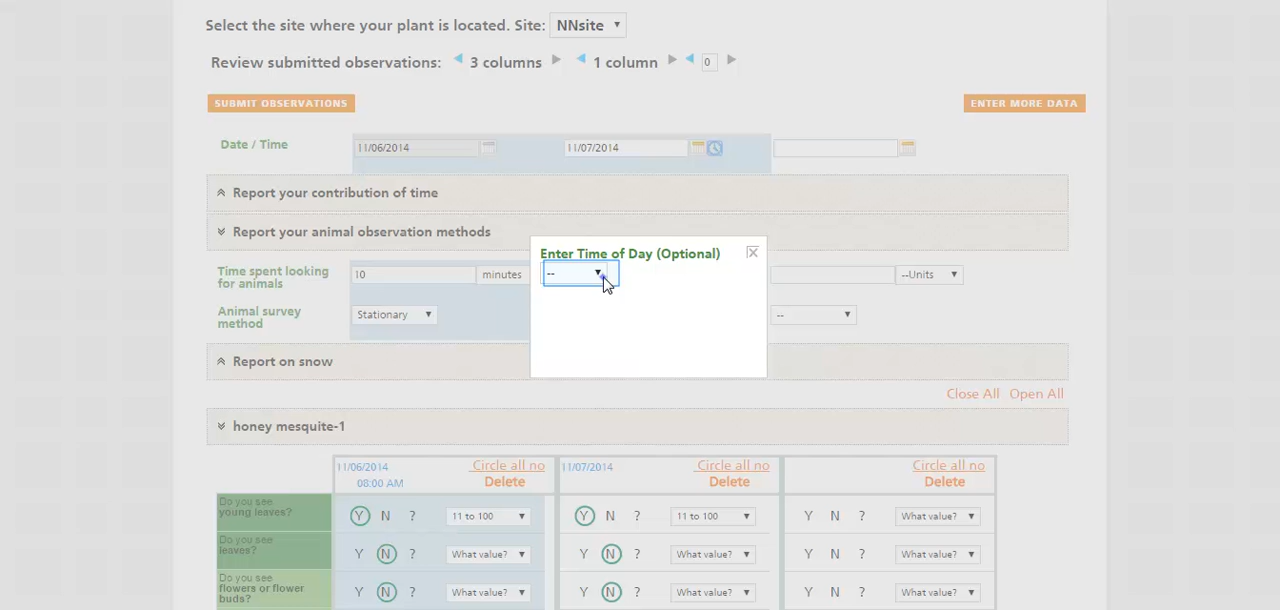 Select the site where your plant is located. Site: NNsite
Review submitted observations: 3 columns 1 column 0
SUBMIT OBSERVATIONS ENTER MORE DATA
Date / Time 11/06/2014 11/07/2014
Report your contribution of time
Report your animal observation methods
Enter Time of Day (Optional)
--
Time spent looking for animals 10 minutes --Units
Animal survey method Stationary --
Report on snow
Close All Open All
honey mesquite-1
11/06/2014 Circle all no 11/07/2014 Circle all no Circle all no
08:00 AM Delete Delete Delete
Do you see
young leaves? Y N ? 11 to 100 Y N ? 11 to 100 Y N ? What value?
Do you see
leaves? Y N ? What value? Y N ? What value? Y N ? What value?
Do you see
flowers or flower
buds? Y N ? What value? Y N ? What value? Y N ? What value?